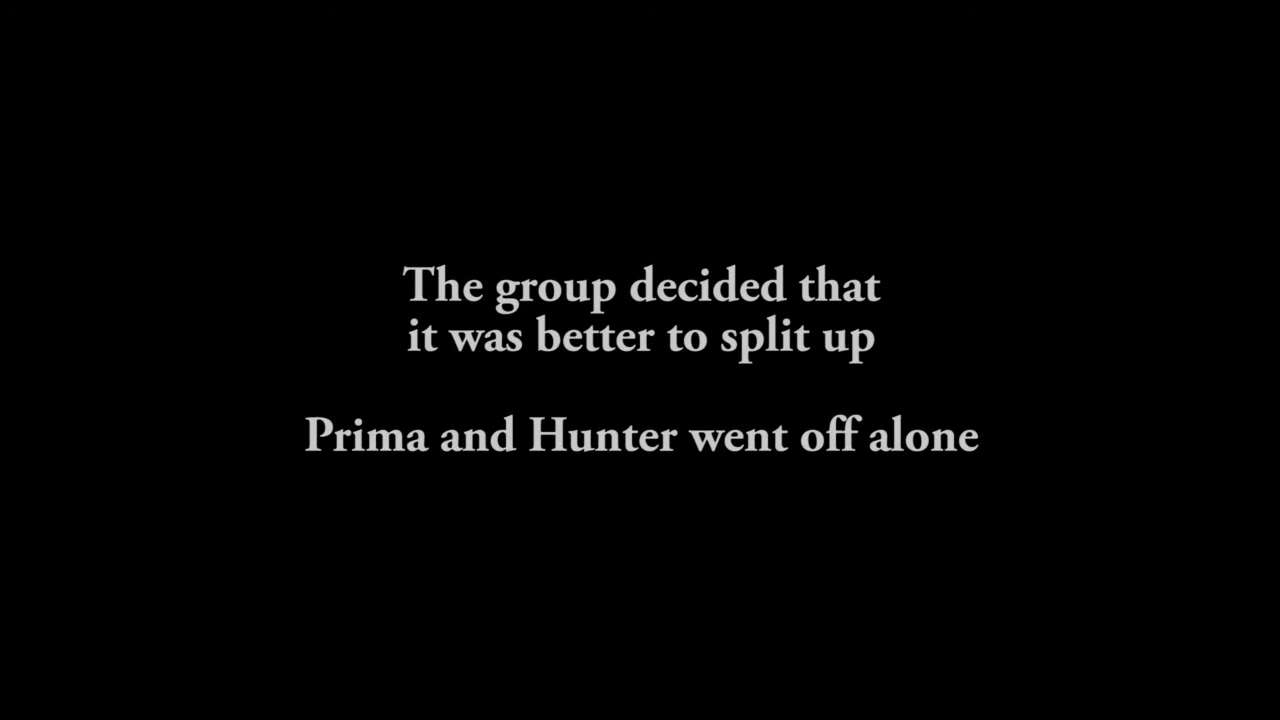 The group decided that
it was better to split up
Prima and Hunter went off alone